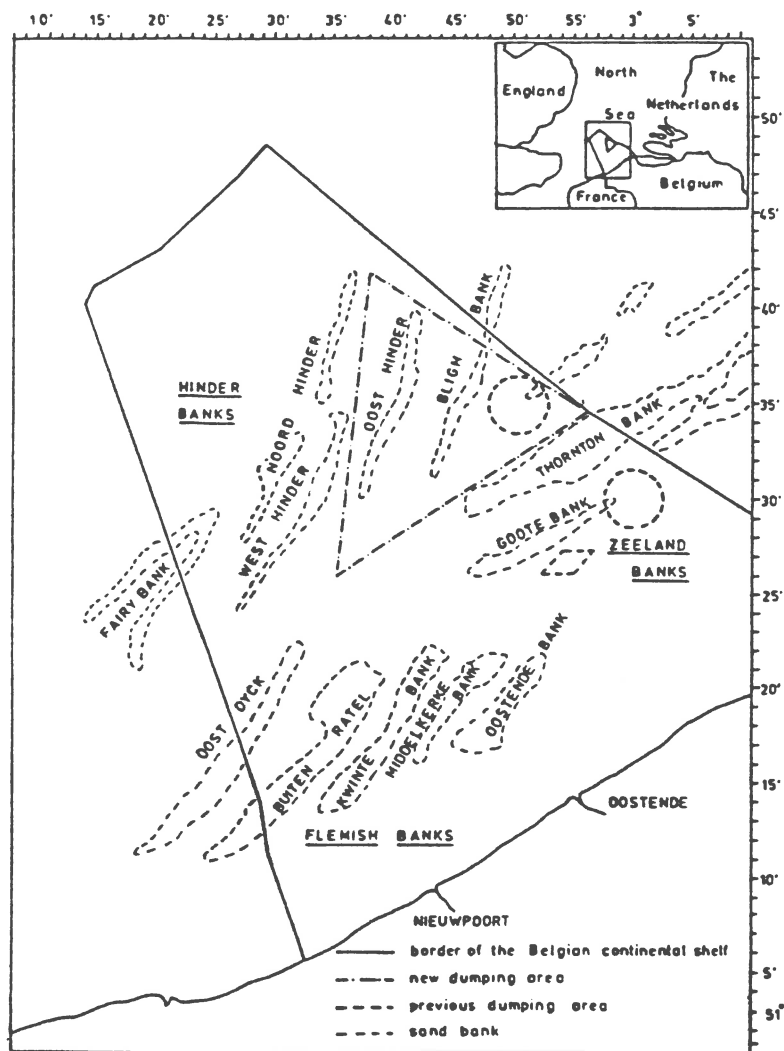 10' 15' 20' 25' 30' 35' 40' 45' 50' 55' 3° 5'
England
North
Sea
The
Netherlands
Belgium
France
50'
45'
40'
35'
30'
25'
20'
15'
10'
5'
51°
HINDER
BANKS
NOORD HINDER
WEST HINDER
OOST HINDER
BLIGH BANK
THORNTON BANK
GOOTE BANK
ZEELAND
BANKS
FAIRY BANK
OOST DYCK
BUITEN RATEL
KWINTE BANK
MIDDELKERKE BANK
OOSTENDE BANK
FLEMISH BANKS
OOSTENDE
NIEUWPOORT
border of the Belgian continental shelf
new dumping area
previous dumping area
sand bank